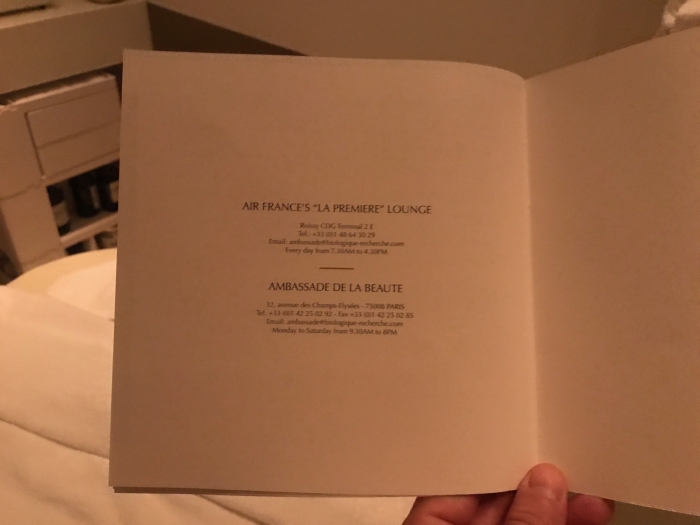 AIR FRANCE'S "LA PREMIERE" LOUNGE
Roissy CDG Terminal 2 E
Tel.: +33 (0)1 48 64 30 29
Email: ambassade@biologique-recherche.com
Every day from 7.30AM to 4.30PM
AMBASSADE DE LA BEAUTE
32, avenue des Champs-Elysées - 75008 PARIS
Tel. +33 (0)1 42 25 02 92 - Fax +33 (0)1 42 25 02 85
Email: ambassade@biologique-recherche.com
Monday to Saturday from 9.30AM to 8PM